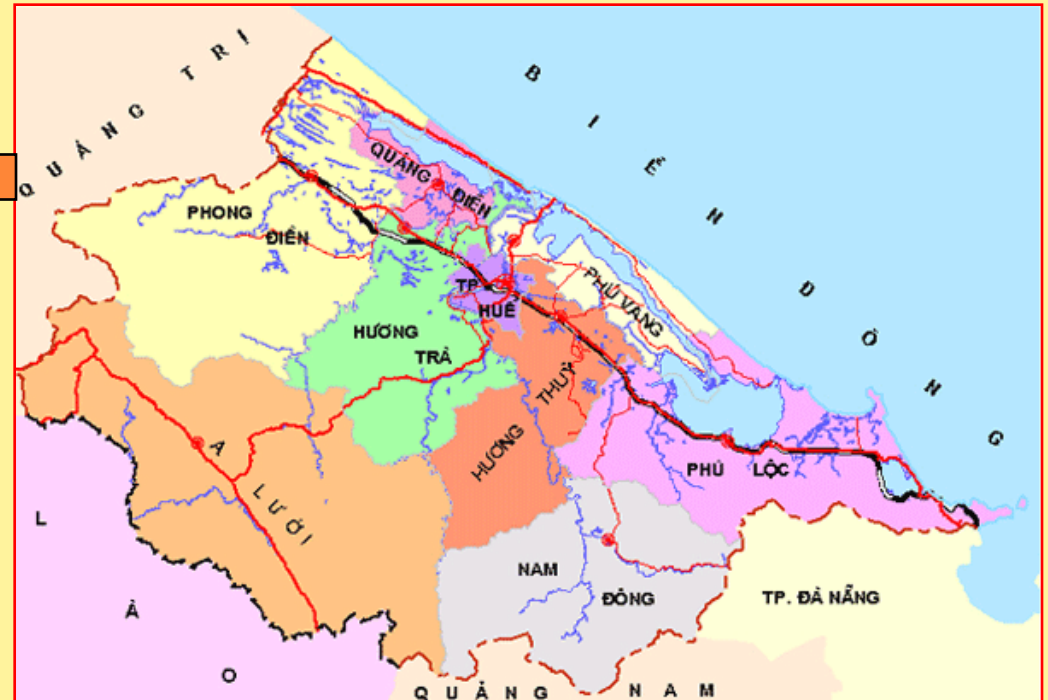 QUẢNG TRỊ
BIỂN ĐÔNG
QUẢNG
ĐIỀN
PHONG
ĐIỀN
TP
HUẾ
PHÚ VANG
HƯƠNG
TRÀ
HƯƠNG
THUỶ
A
LƯỚI
PHÚ LỘC
NAM
ĐÔNG
TP. ĐÀ NẴNG
LÀO
QUẢNG NAM